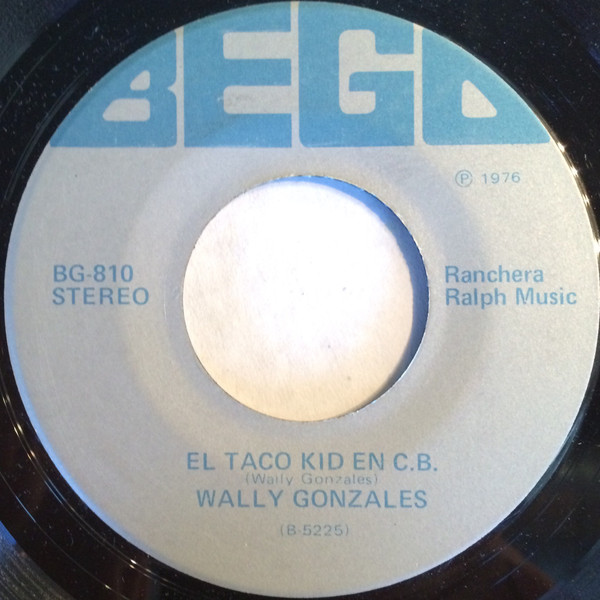 BEGO
Ⓟ 1976
BG-810
STEREO
Ranchera
Ralph Music
EL TACO KID EN C.B.
(Wally Gonzales)
WALLY GONZALES
(B-5225)